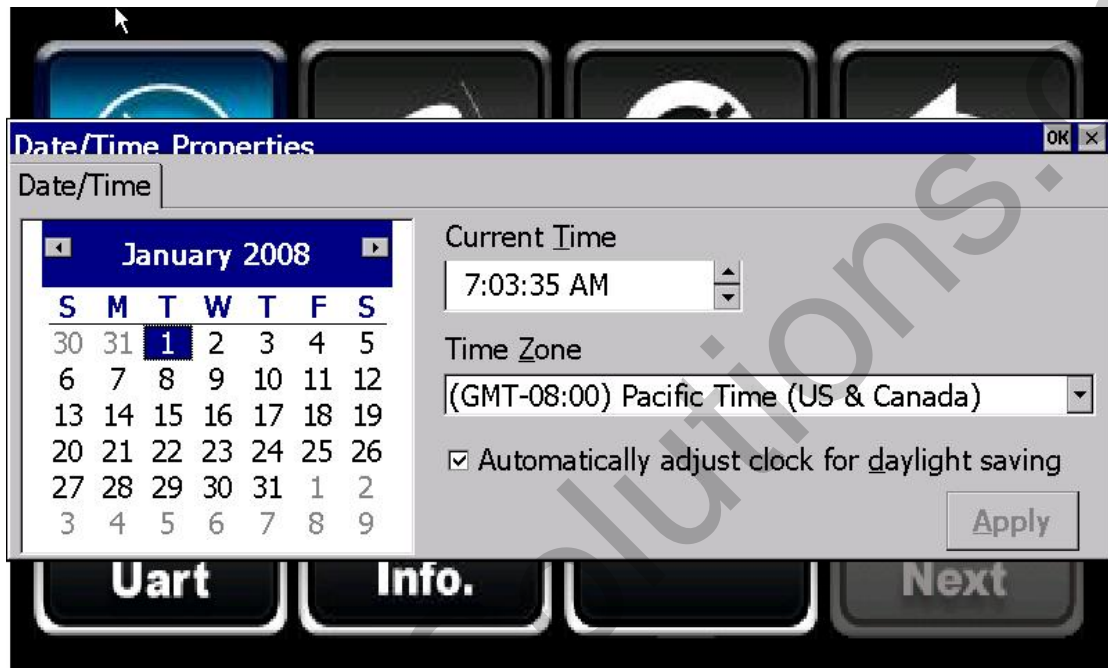 Date/Time Properties
OK
Date/Time
January 2008
S M T W T F S
30 31 1 2 3 4 5
6 7 8 9 10 11 12
13 14 15 16 17 18 19
20 21 22 23 24 25 26
27 28 29 30 31 1 2
3 4 5 6 7 8 9
Current Time
7:03:35 AM
Time Zone
(GMT-08:00) Pacific Time (US & Canada)
Automatically adjust clock for daylight saving
Apply
Uart
Info.
Next